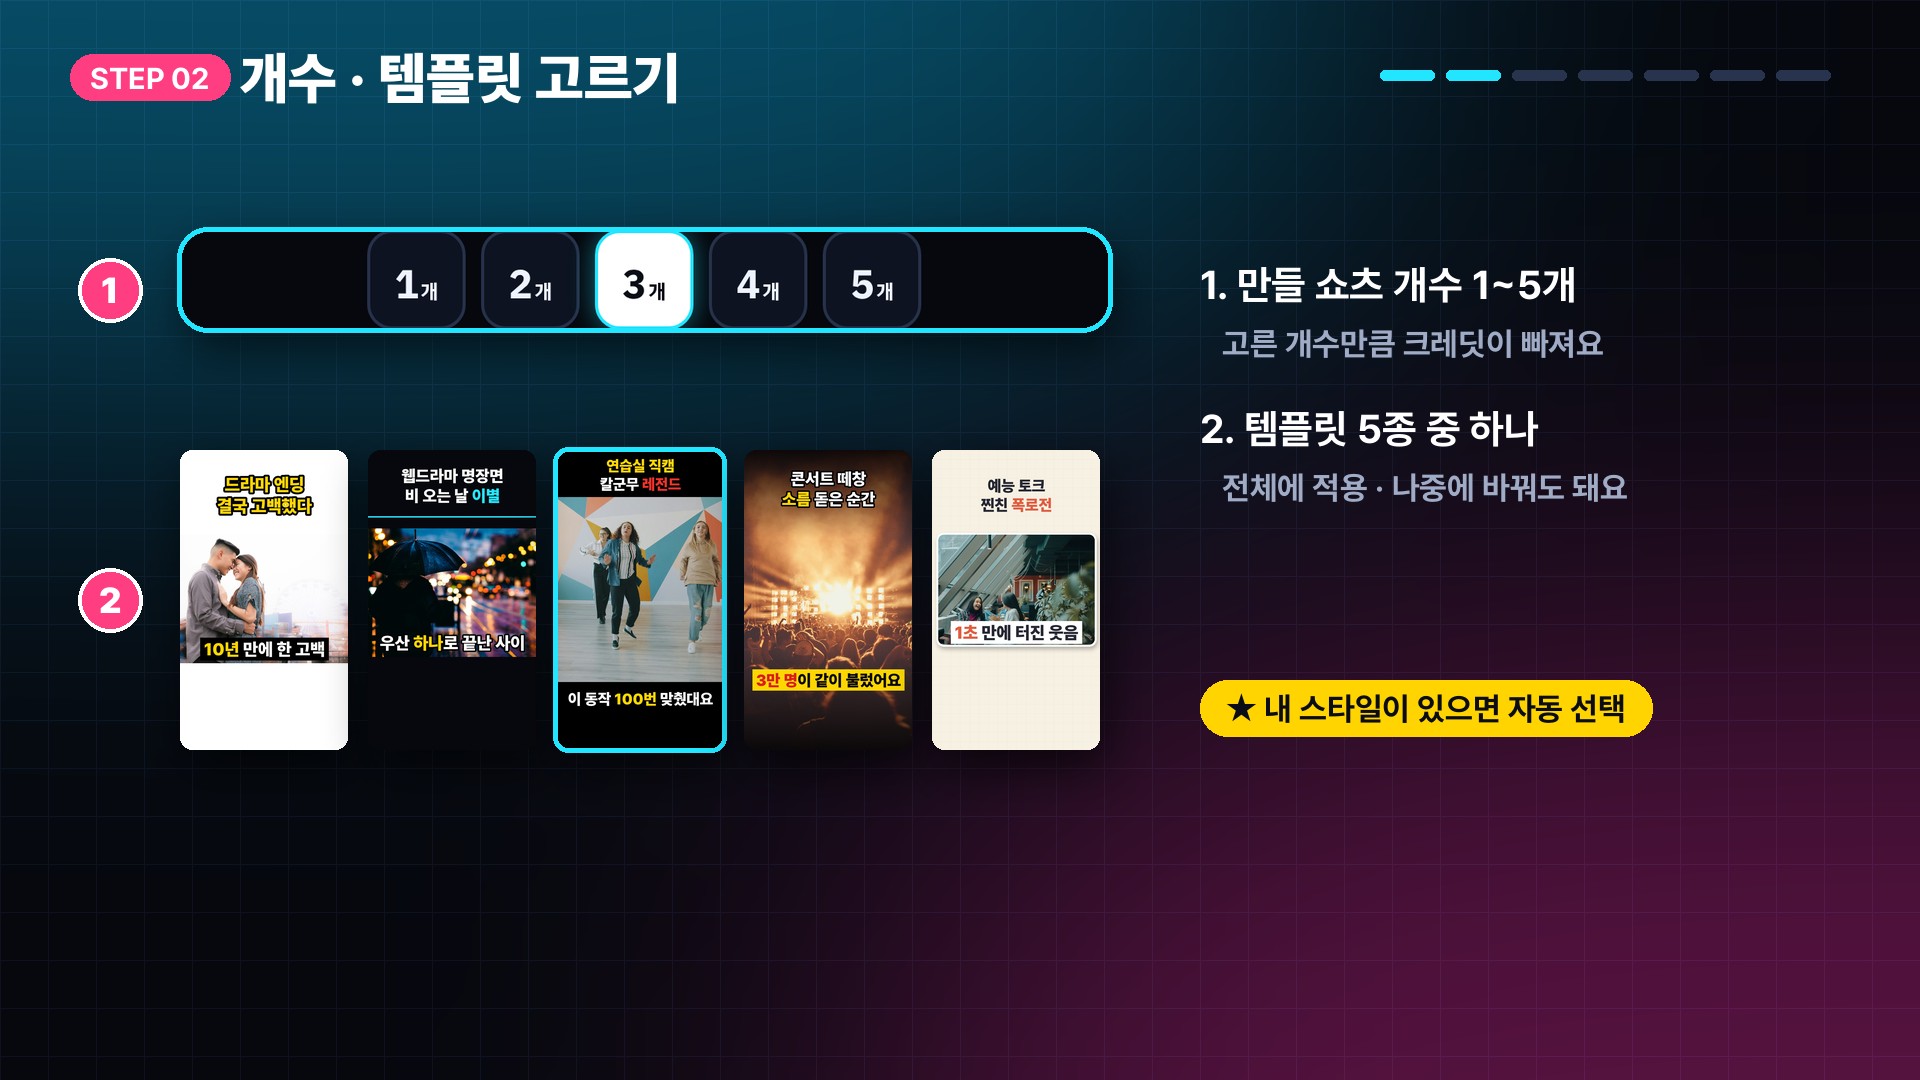 STEP 02 개수 · 템플릿 고르기
1
1개 2개 3개 4개 5개
1. 만들 쇼츠 개수 1~5개
고른 개수만큼 크레딧이 빠져요
2. 템플릿 5종 중 하나
전체에 적용 · 나중에 바꿔도 돼요
2
드라마 엔딩
결국 고백했다
10년 만에 한 고백
웹드라마 명장면
비 오는 날 이별
우산 하나로 끝난 사이
연습실 직캠
칼군무 레전드
이 동작 100번 맞췄대요
콘서트 떼창
소름 돋은 순간
3만 명이 같이 불렀어요
예능 토크
찐친 폭로전
1초 만에 터진 웃음
★ 내 스타일이 있으면 자동 선택